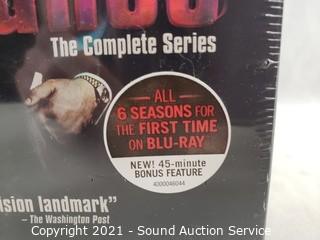 The Complete Series
ALL
6 SEASONS FOR
THE FIRST TIME
ON BLU-RAY
NEW! 45-minute
BONUS FEATURE
4000046044
ision landmark"
– The Washington Post
Copyright 2021 - Sound Auction Service